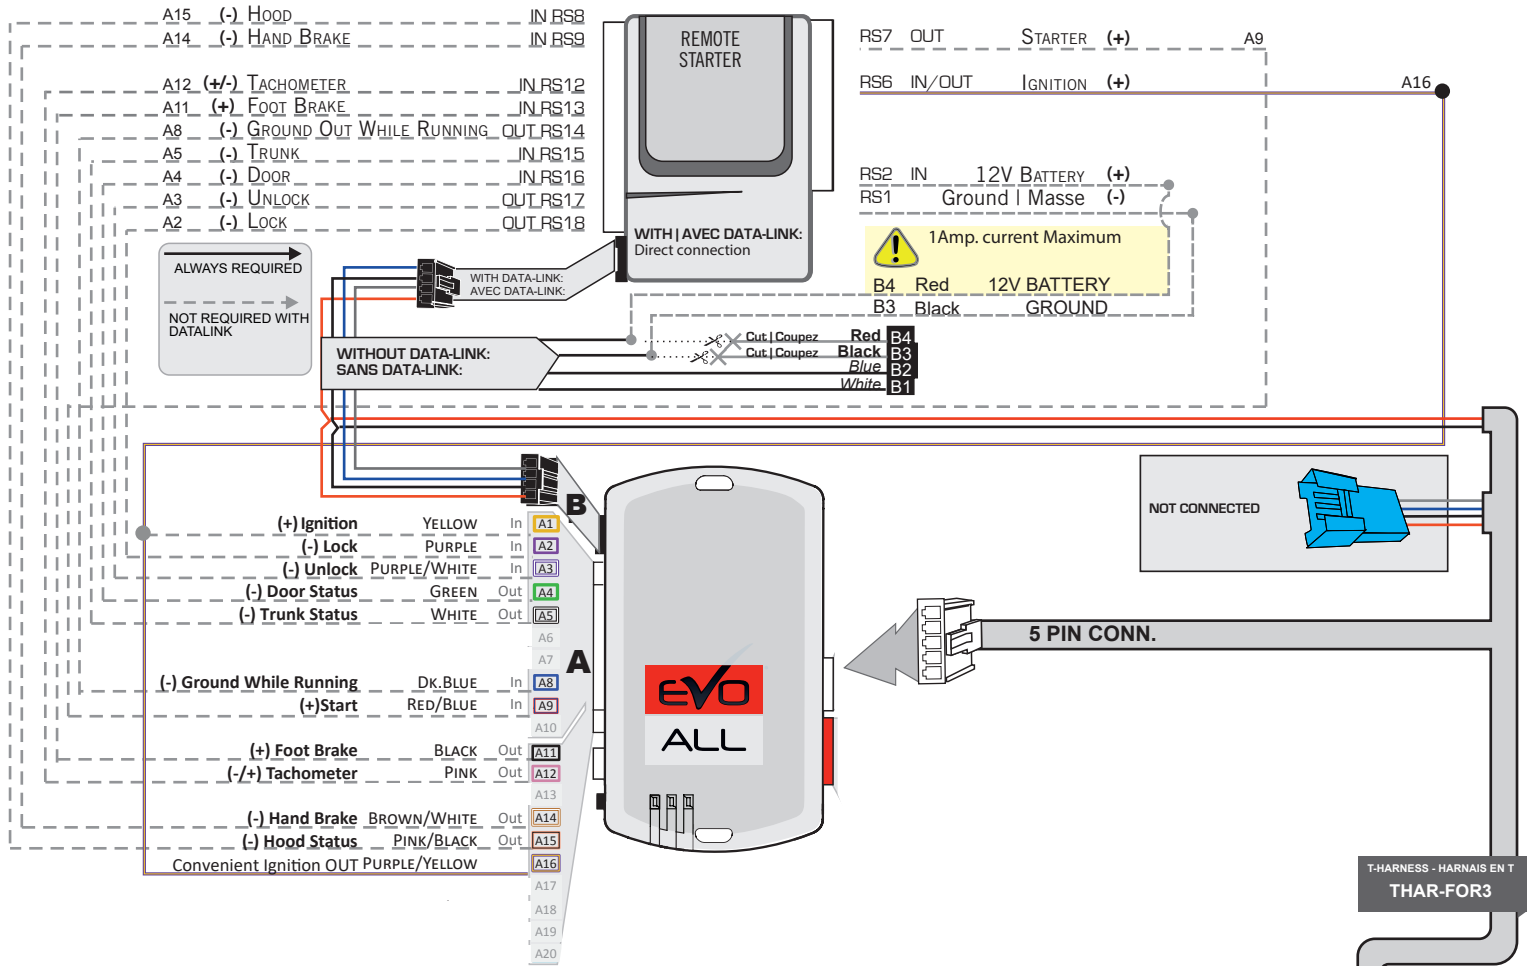 A15 (-) HOOD IN RS8
A14 (-) HAND BRAKE IN RS9
A12 (+/-) TACHOMETER IN RS12
A11 (+) FOOT BRAKE IN RS13
A8 (-) GROUND OUT WHILE RUNNING OUT RS14
A5 (-) TRUNK IN RS15
A4 (-) DOOR IN RS16
A3 (-) UNLOCK OUT RS17
A2 (-) LOCK OUT RS18
REMOTE
STARTER
WITH | AVEC DATA-LINK:
Direct connection
RS7 OUT STARTER (+) A9
RS6 IN/OUT IGNITION (+) A16
RS2 IN 12V BATTERY (+)
RS1 Ground | Masse (-)
1Amp. current Maximum
B4 Red 12V BATTERY
B3 Black GROUND
ALWAYS REQUIRED
NOT REQUIRED WITH
DATALINK
WITH DATA-LINK:
AVEC DATA-LINK:
WITHOUT DATA-LINK:
SANS DATA-LINK:
Cut | Coupez Red B4
Cut | Coupez Black B3
Blue B2
White B1
NOT CONNECTED
B
A
(+) Ignition YELLOW In A1
(-) Lock PURPLE In A2
(-) Unlock PURPLE/WHITE In A3
(-) Door Status GREEN Out A4
(-) Trunk Status WHITE Out A5
A6
A7
(-) Ground While Running DK.BLUE In A8
(+)Start RED/BLUE In A9
A10
(+) Foot Brake BLACK Out A11
(-/+) Tachometer PINK Out A12
A13
(-) Hand Brake BROWN/WHITE Out A14
(-) Hood Status PINK/BLACK Out A15
Convenient Ignition OUT PURPLE/YELLOW A16
A17
A18
A19
A20
EVO
ALL
5 PIN CONN.
T-HARNESS - HARNAIS EN T
THAR-FOR3